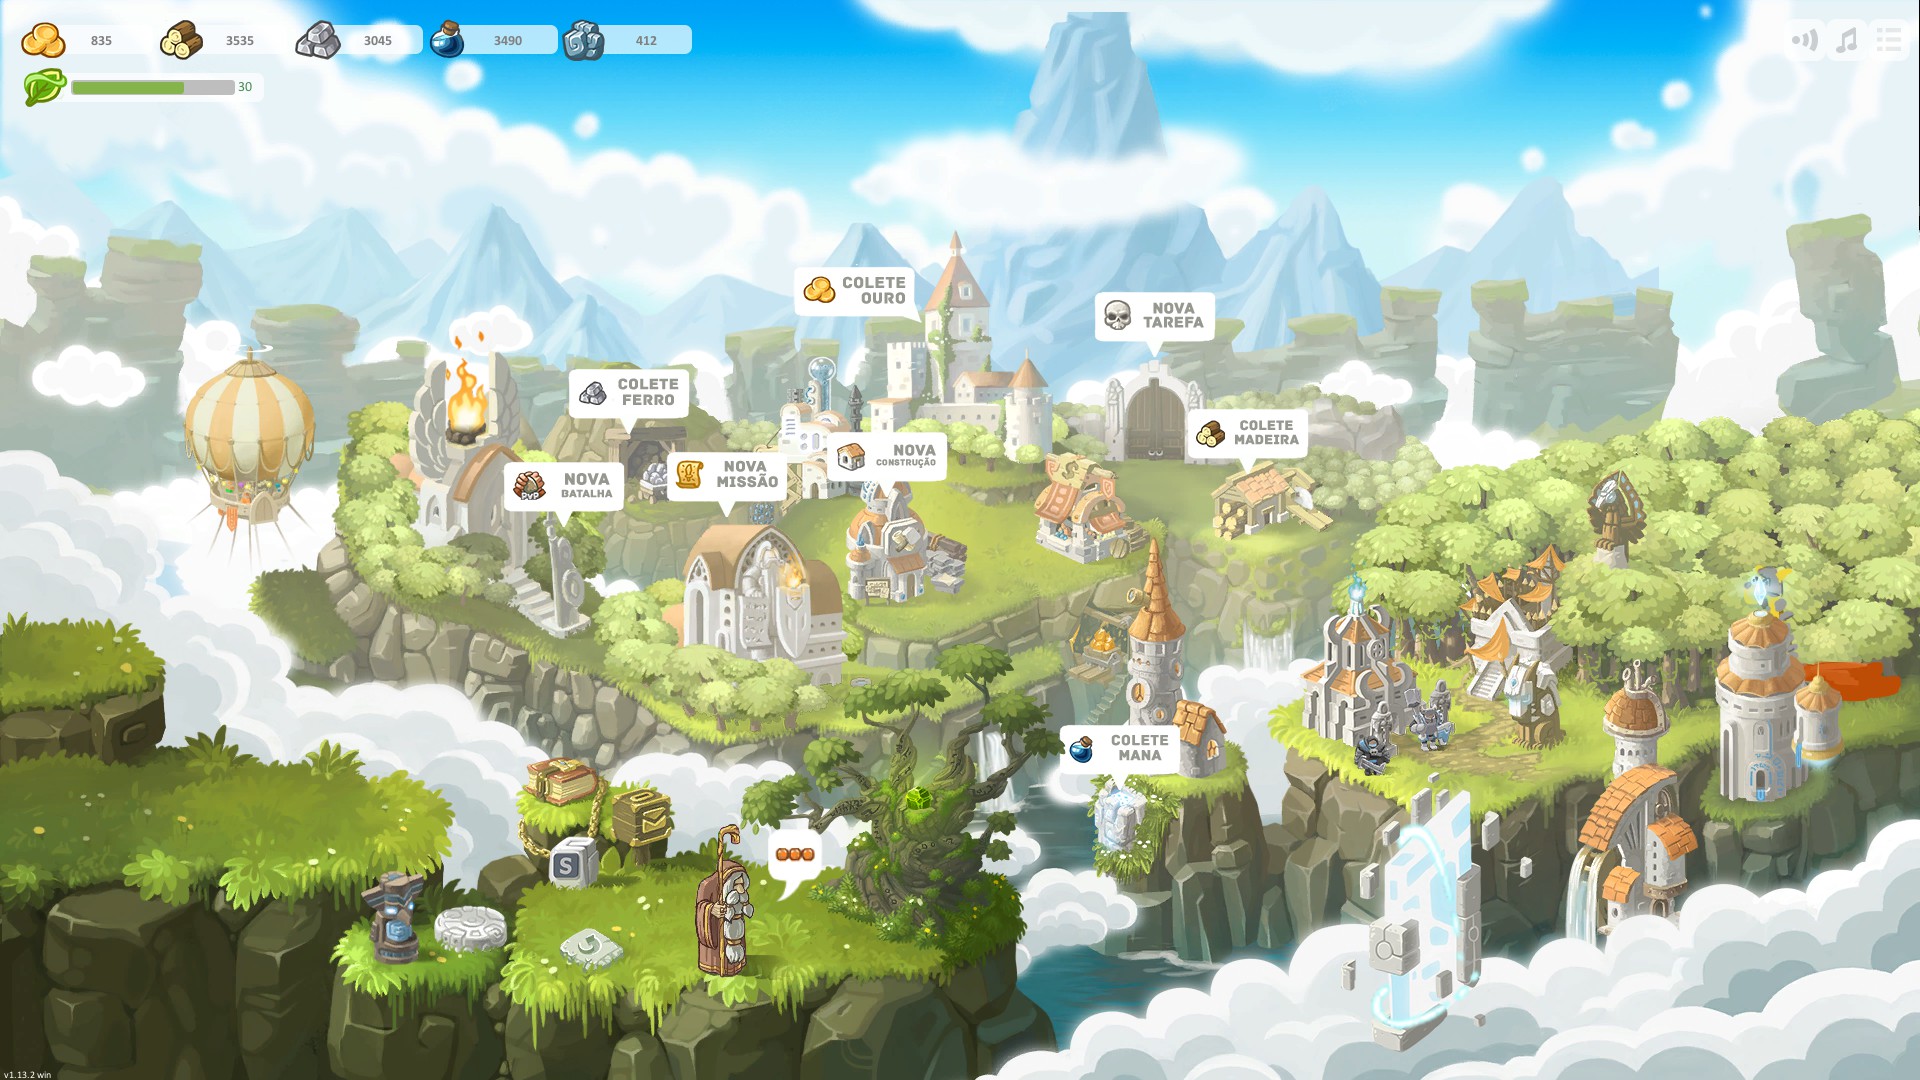 835
3535
3045
3490
412
30
COLETE
OURO
NOVA
TAREFA
COLETE
FERRO
COLETE
MADEIRA
NOVA
CONSTRUÇÃO
NOVA
MISSÃO
PVP
NOVA
BATALHA
COLETE
MANA
S
v1.13.2 win